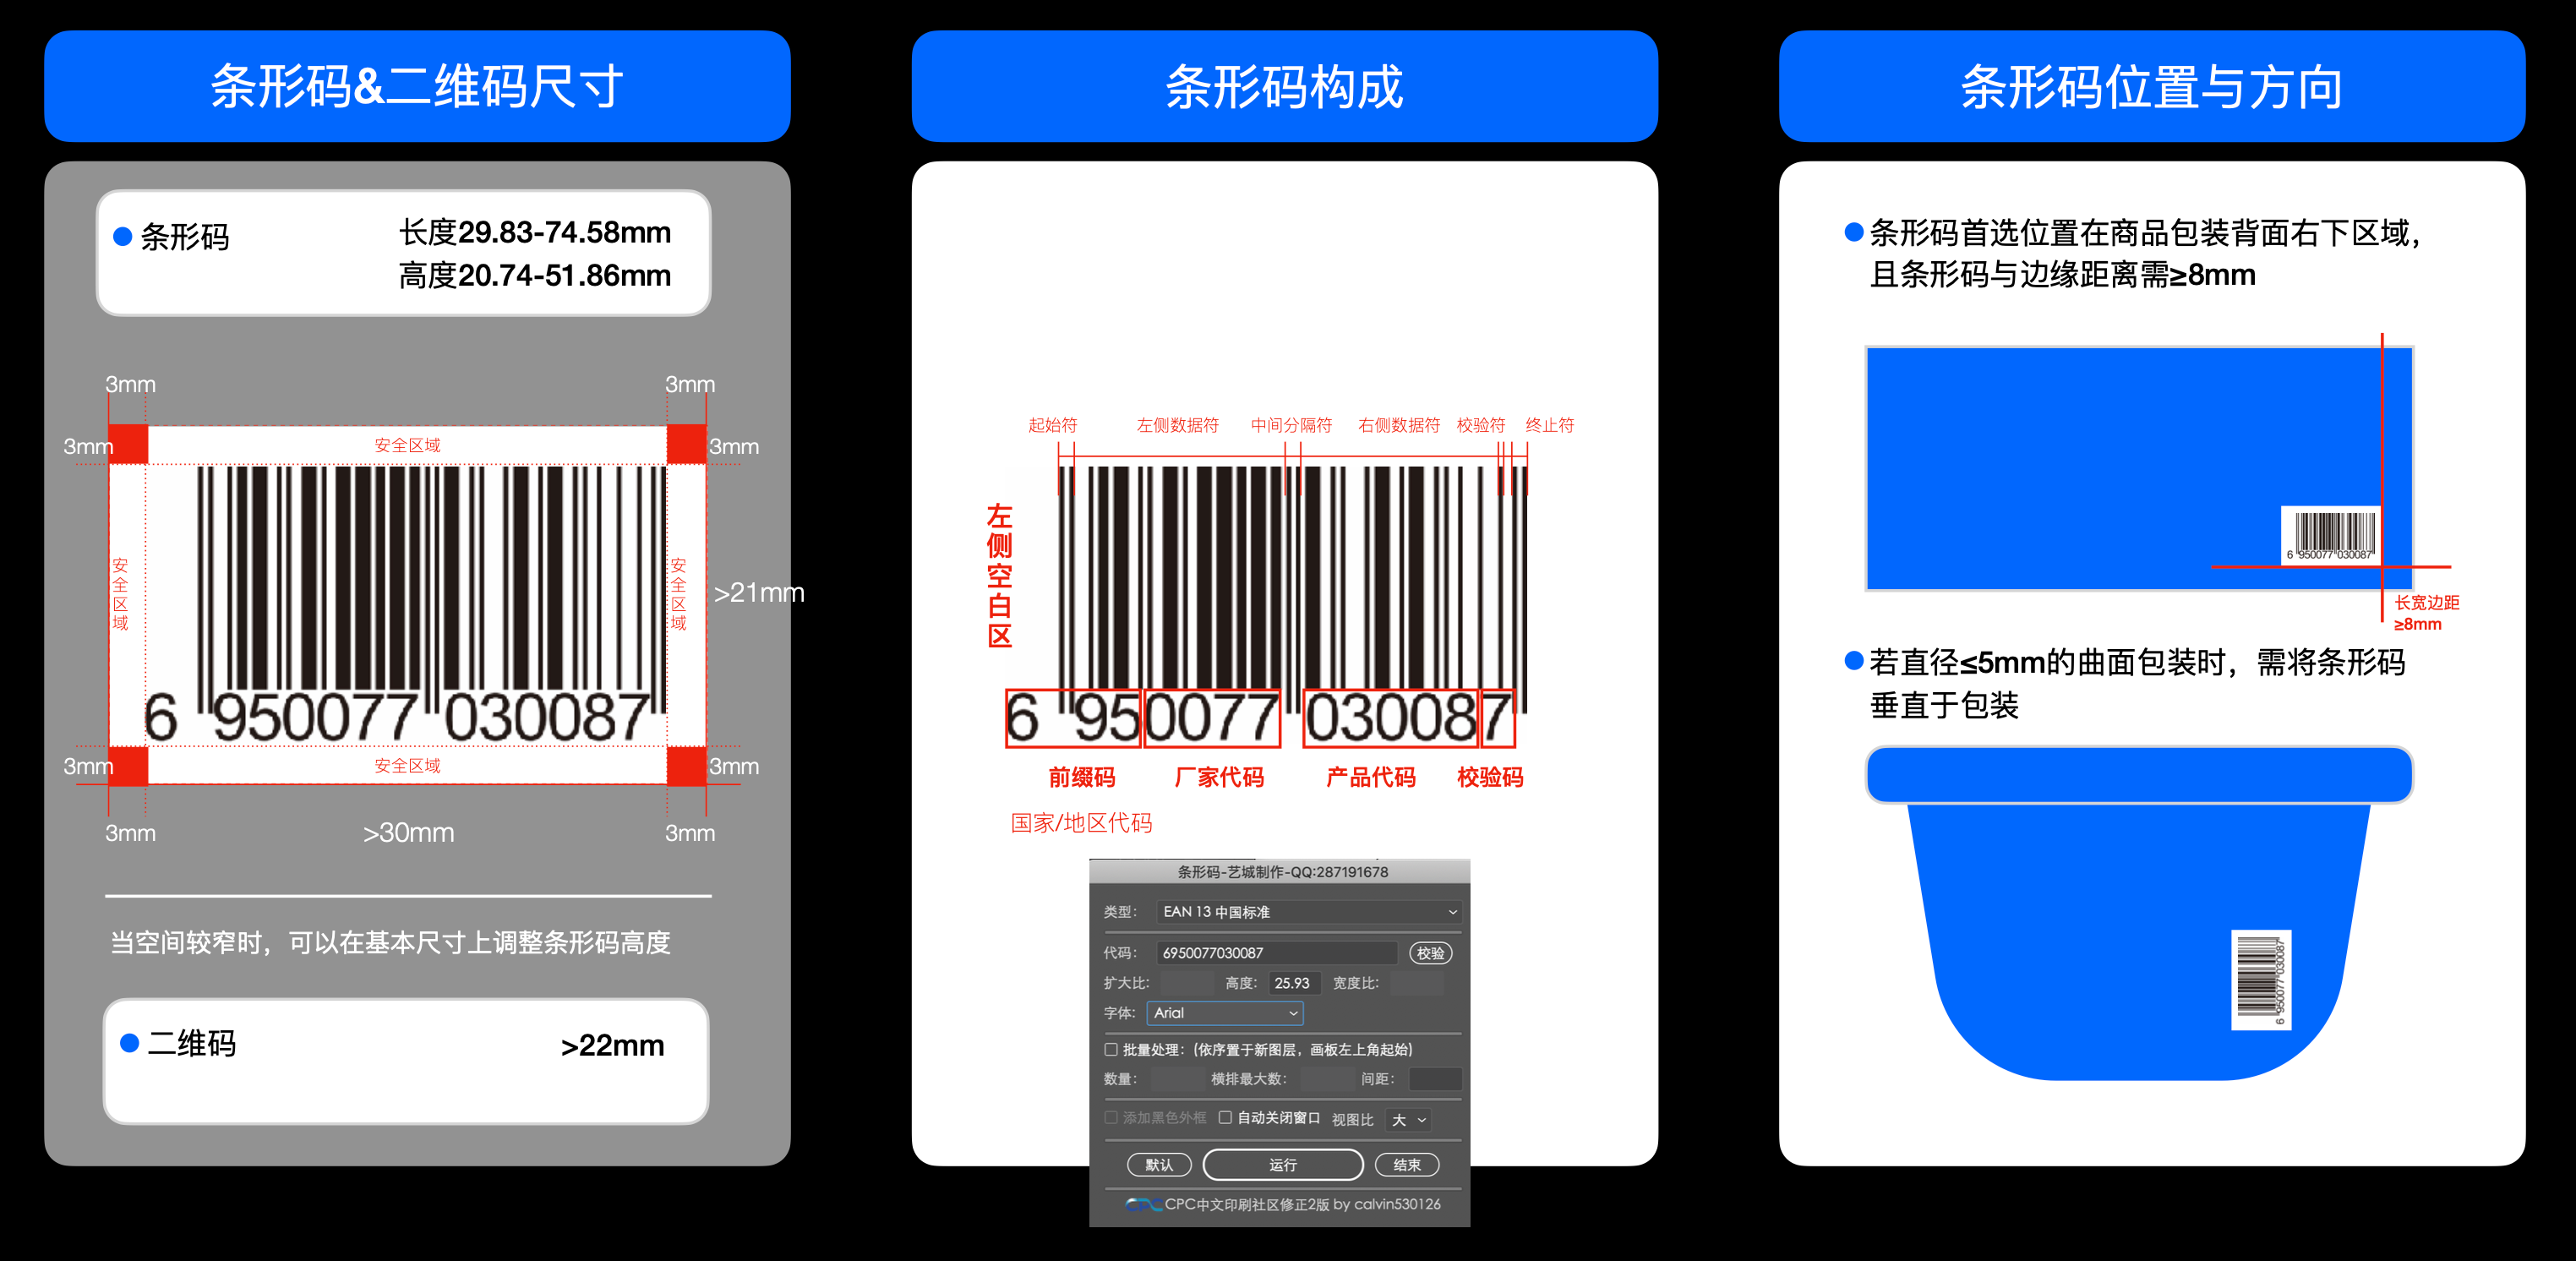 条形码&二维码尺寸
条形码
长度29.83-74.58mm
高度20.74-51.86mm
3mm
3mm
3mm
安全区域
3mm
安全区域
安全区域
>21mm
6 950077 030087
3mm
安全区域
3mm
3mm
>30mm
3mm
当空间较窄时，可以在基本尺寸上调整条形码高度
二维码
>22mm
条形码构成
起始符
左侧数据符
中间分隔符
右侧数据符
校验符
终止符
左侧空白区
6 950077 030087
前缀码
厂家代码
产品代码
校验码
国家/地区代码
条形码-艺城制作-QQ:287191678
类型：
EAN 13 中国标准
代码：
6950077030087
校验
扩大比:
高度:
25.93
宽度比:
字体:
Arial
批量处理：(依序置于新图层，画板左上角起始)
数量：
横排最大数：
间距：
添加黑色外框
自动关闭窗口
视图比
大
默认
运行
结束
CPC
CPC中文印刷社区修正2版 by calvin530126
条形码位置与方向
条形码首选位置在商品包装背面右下区域，
且条形码与边缘距离需≥8mm
6 950077 030087
长宽边距
≥8mm
若直径≤5mm的曲面包装时，需将条形码
垂直于包装
6 950077 030087